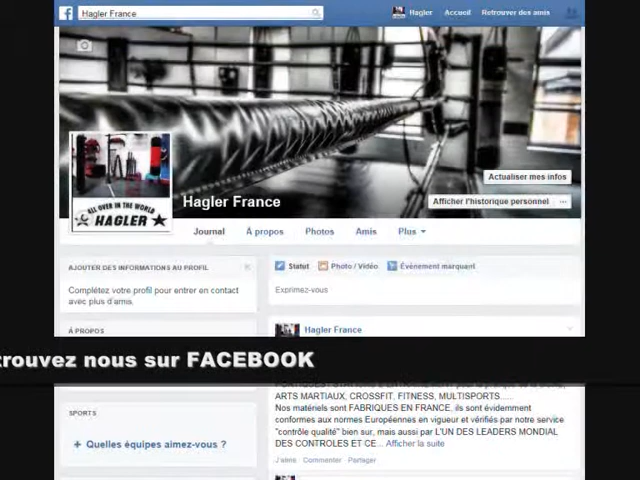 Hagler France
Hagler Accueil Retrouver des amis
Actualiser mes infos
ALL OVER IN THE WORLD
HAGLER
Hagler France
Afficher l'historique personnel ...
Journal À propos Photos Amis Plus
AJOUTER DES INFORMATIONS AU PROFIL
Complétez votre profil pour entrer en contact
avec plus d'amis.
Statut Photo / Vidéo Évènement marquant
Exprimez-vous
À PROPOS
Hagler France
trouvez nous sur FACEBOOK
ARTS MARTIAUX, CROSSFIT, FITNESS, MULTISPORTS.....
Nos matériels sont FABRIQUES EN FRANCE, ils sont évidemment
conformes aux normes Européennes en vigueur et vérifiés par notre service
"contrôle qualité" bien sur, mais aussi par L'UN DES LEADERS MONDIAL
DES CONTROLES ET CE... Afficher la suite
J'aime · Commenter · Partager
SPORTS
+ Quelles équipes aimez-vous ?